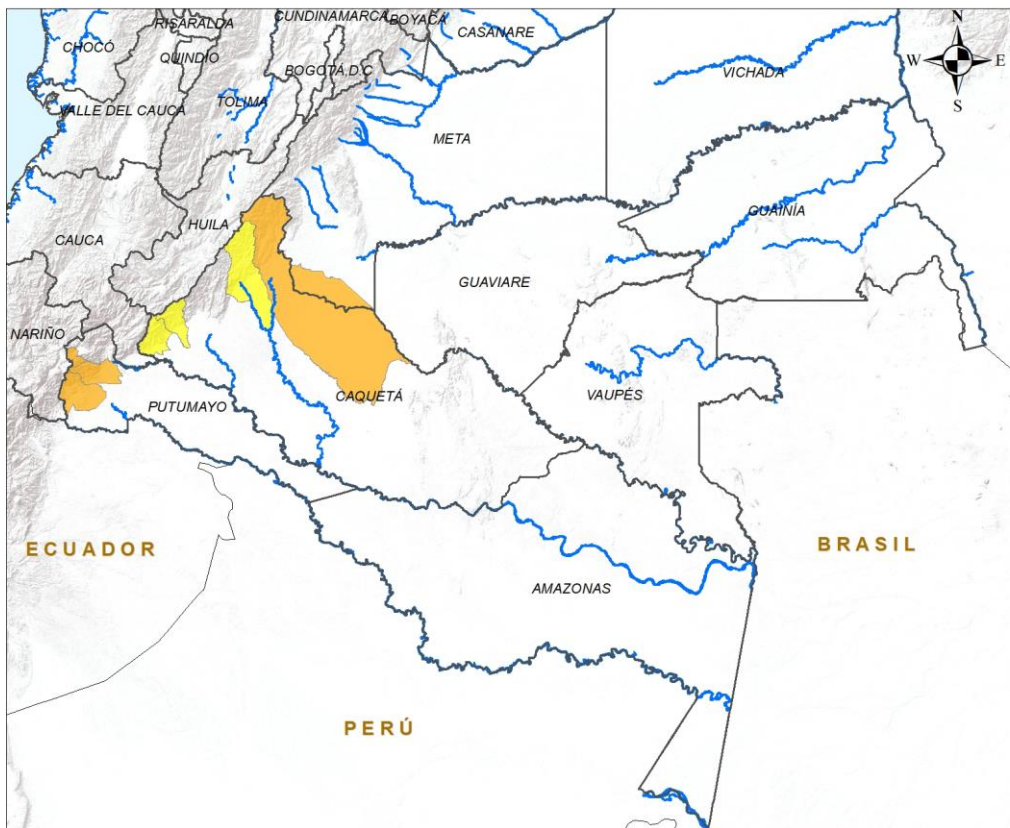 RISARALDA
CUNDINAMARCA
BOYACÁ
CASANARE
N
W
E
S
CHOCÓ
QUINDIO
BOGOTÁ,D.C
VICHADA
TOLIMA
VALLE DEL CAUCA
META
GUAINÍA
HUILA
CAUCA
GUAVIARE
NARIÑO
CAQUETÁ
VAUPÉS
PUTUMAYO
ECUADOR
BRASIL
AMAZONAS
PERÚ